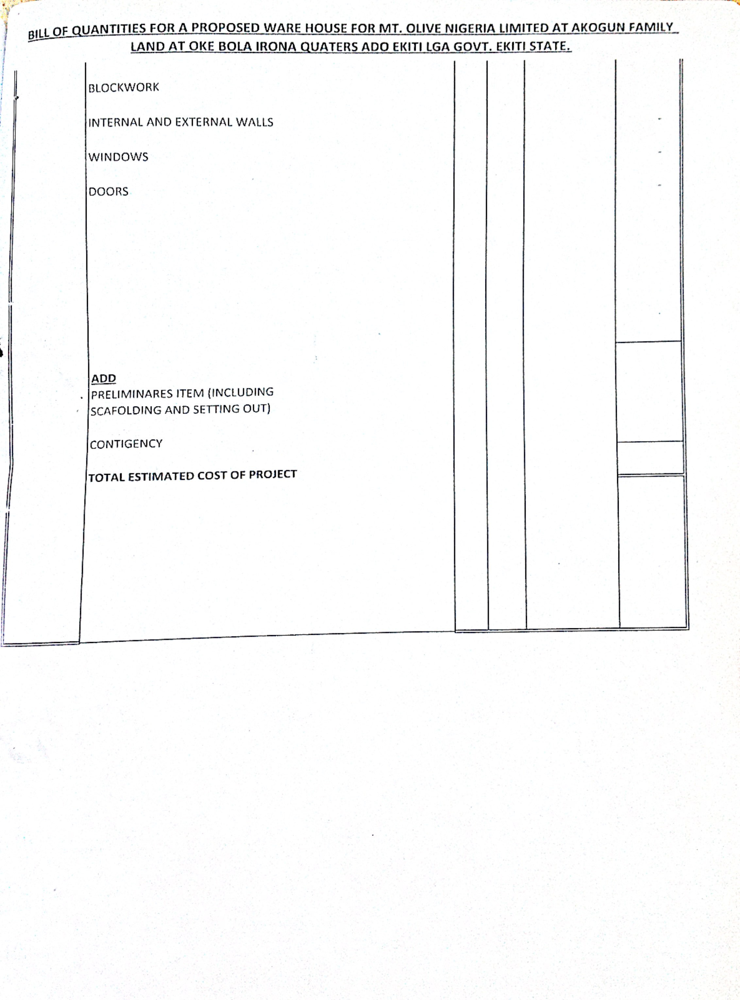 BILL OF QUANTITIES FOR A PROPOSED WARE HOUSE FOR MT. OLIVE NIGERIA LIMITED AT AKOGUN FAMILY
LAND AT OKE BOLA IRONA QUATERS ADO EKITI LGA GOVT. EKITI STATE.
BLOCKWORK
INTERNAL AND EXTERNAL WALLS -
WINDOWS -
DOORS -
ADD
PRELIMINARES ITEM (INCLUDING
SCAFOLDING AND SETTING OUT)
CONTIGENCY
TOTAL ESTIMATED COST OF PROJECT